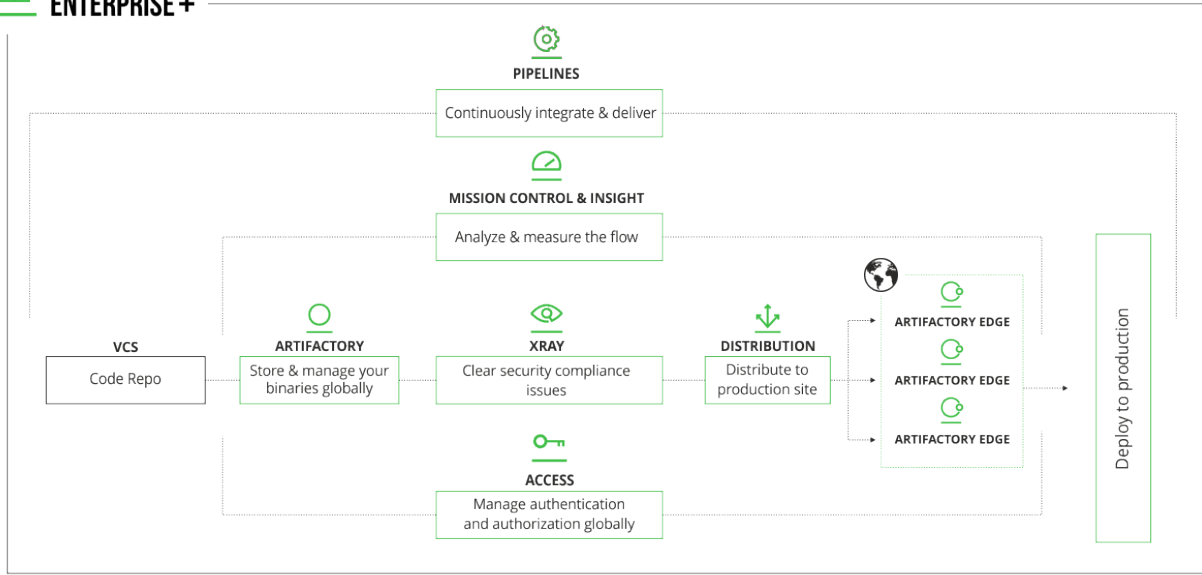 ENTERPRISE+
PIPELINES
Continuously integrate & deliver
MISSION CONTROL & INSIGHT
Analyze & measure the flow
VCS
Code Repo
ARTIFACTORY
Store & manage your
binaries globally
XRAY
Clear security compliance
issues
DISTRIBUTION
Distribute to
production site
ARTIFACTORY EDGE
ARTIFACTORY EDGE
ARTIFACTORY EDGE
Deploy to production
ACCESS
Manage authentication
and authorization globally